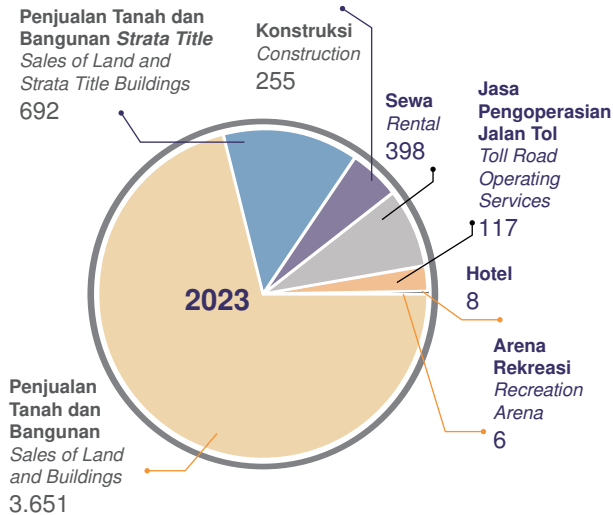 Penjualan Tanah dan
Bangunan Strata Title
Sales of Land and
Strata Title Buildings
692
Konstruksi
Construction
255
Sewa
Rental
398
Jasa
Pengoperasian
Jalan Tol
Toll Road
Operating
Services
117
Hotel
8
Arena
Rekreasi
Recreation
Arena
6
2023
Penjualan
Tanah dan
Bangunan
Sales of Land
and Buildings
3.651